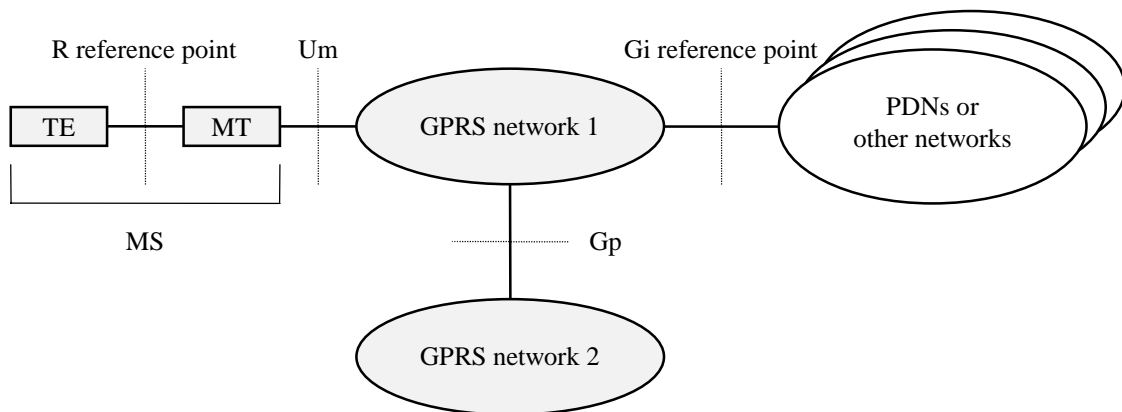 R reference point
Um
Gi reference point
TE
MT
GPRS network 1
PDNs or
other networks
MS
Gp
GPRS network 2